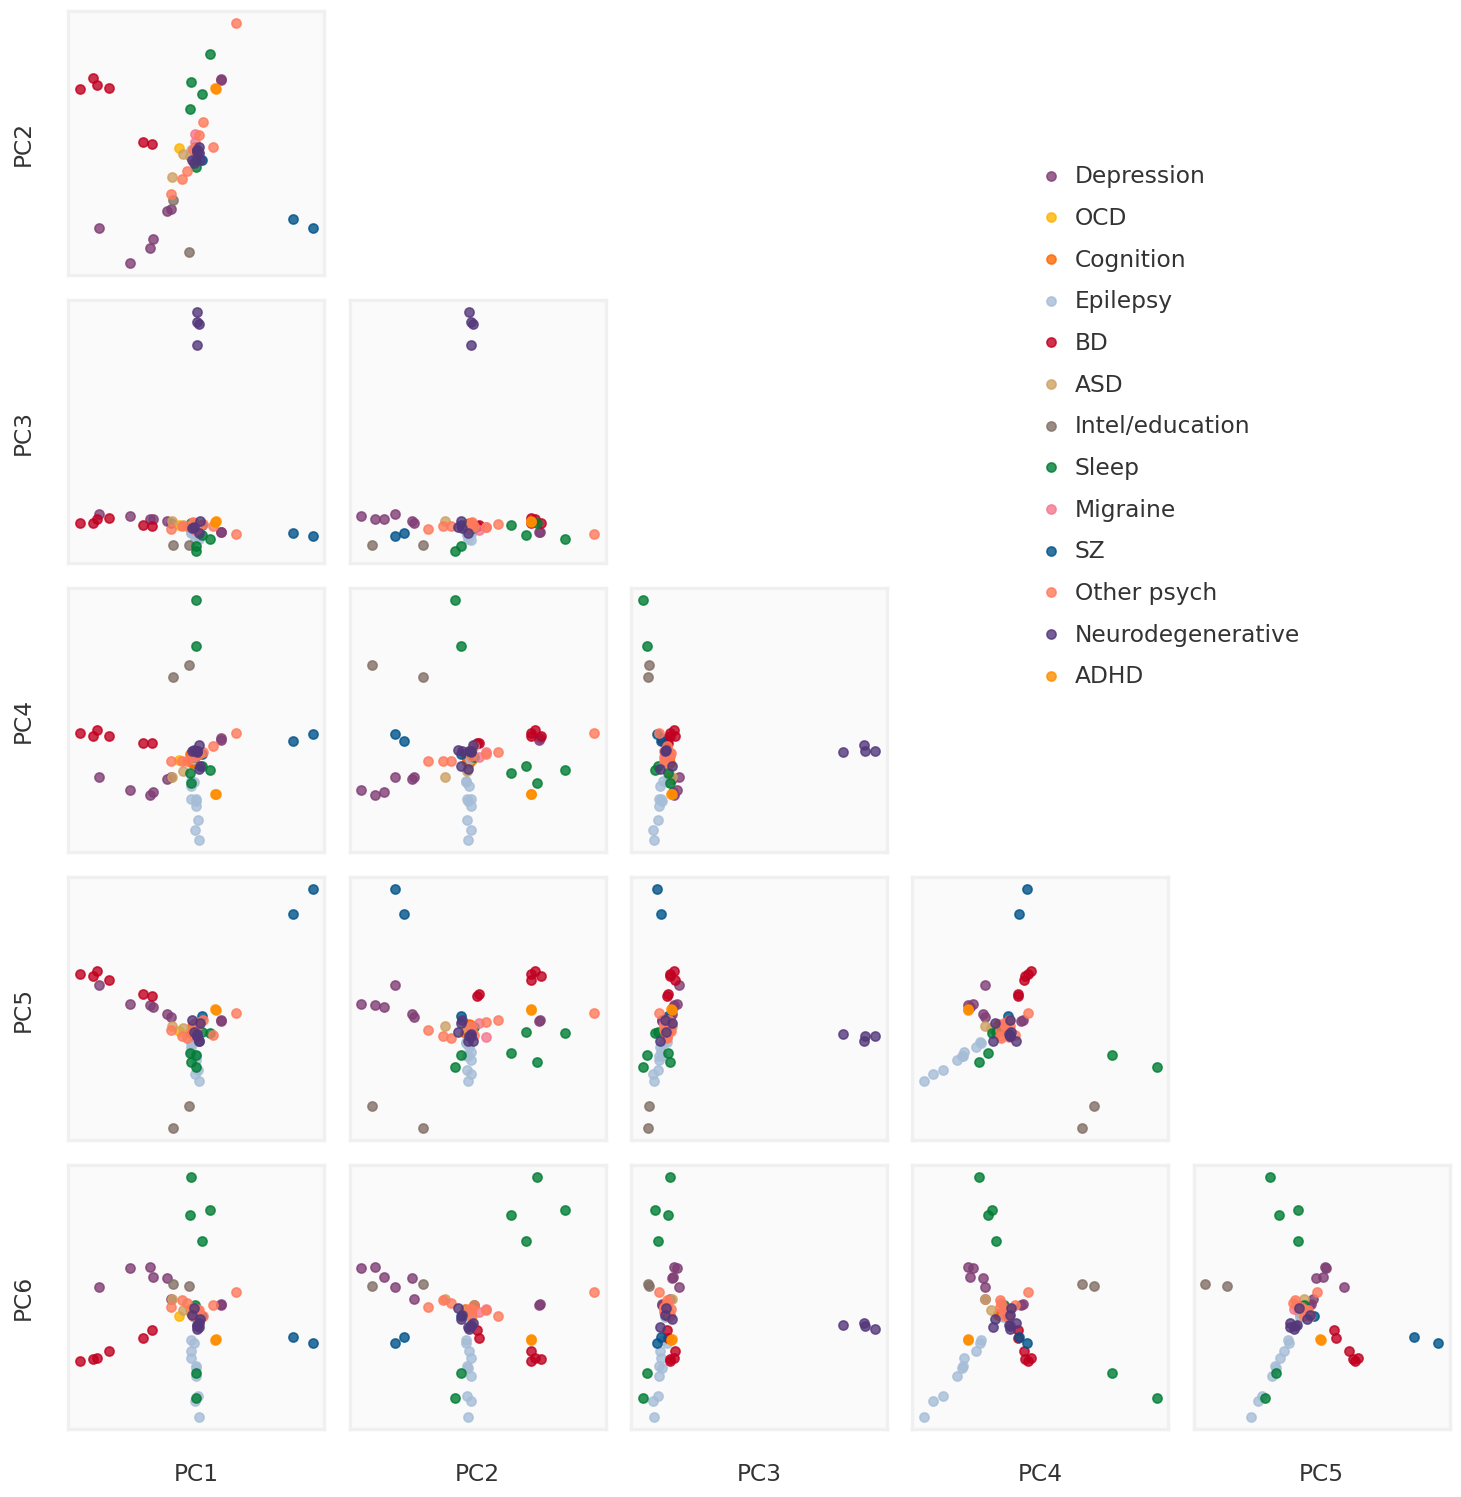 PC2
Depression
OCD
Cognition
Epilepsy
BD
ASD
Intel/education
Sleep
Migraine
SZ
Other psych
Neurodegenerative
ADHD
PC3
PC4
PC5
PC6
PC1
PC2
PC3
PC4
PC5